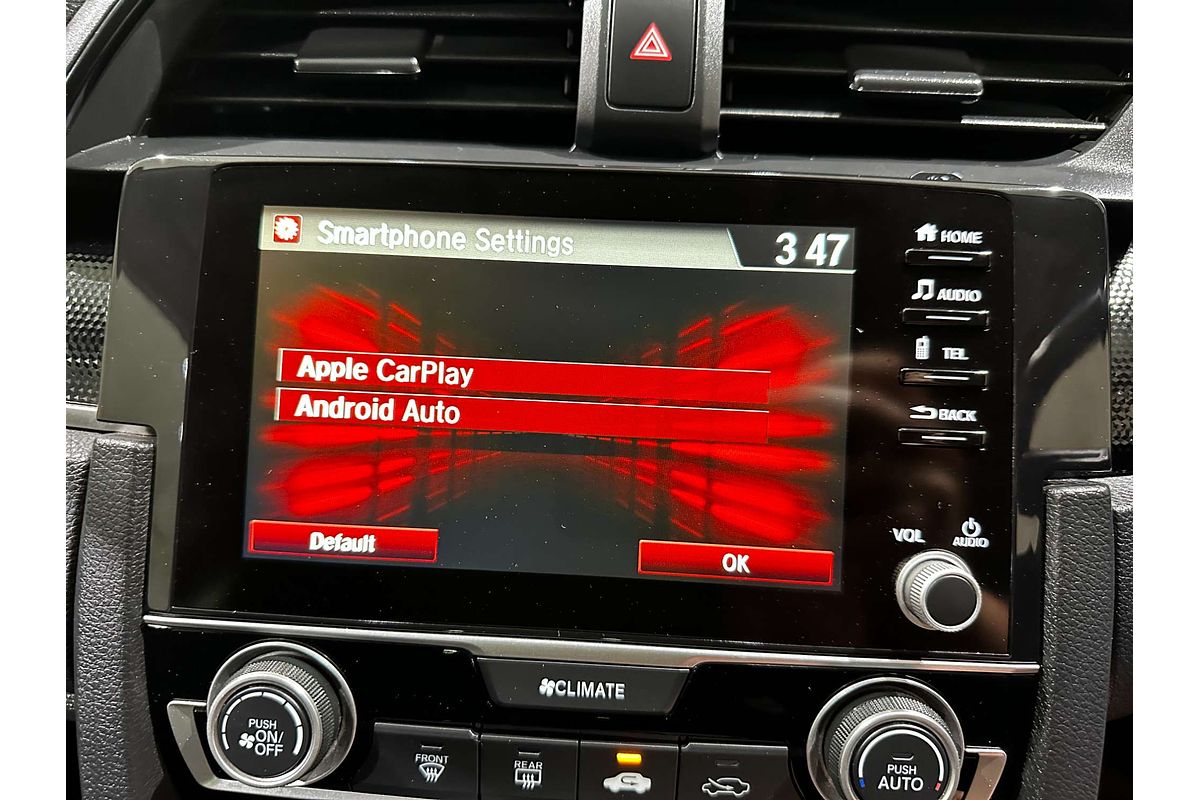 Smartphone Settings
3 47
HOME
AUDIO
TEL
BACK
Apple CarPlay
Android Auto
Default
OK
VOL
AUDIO
CLIMATE
PUSH
ON/
OFF
FRONT
REAR
PUSH
AUTO